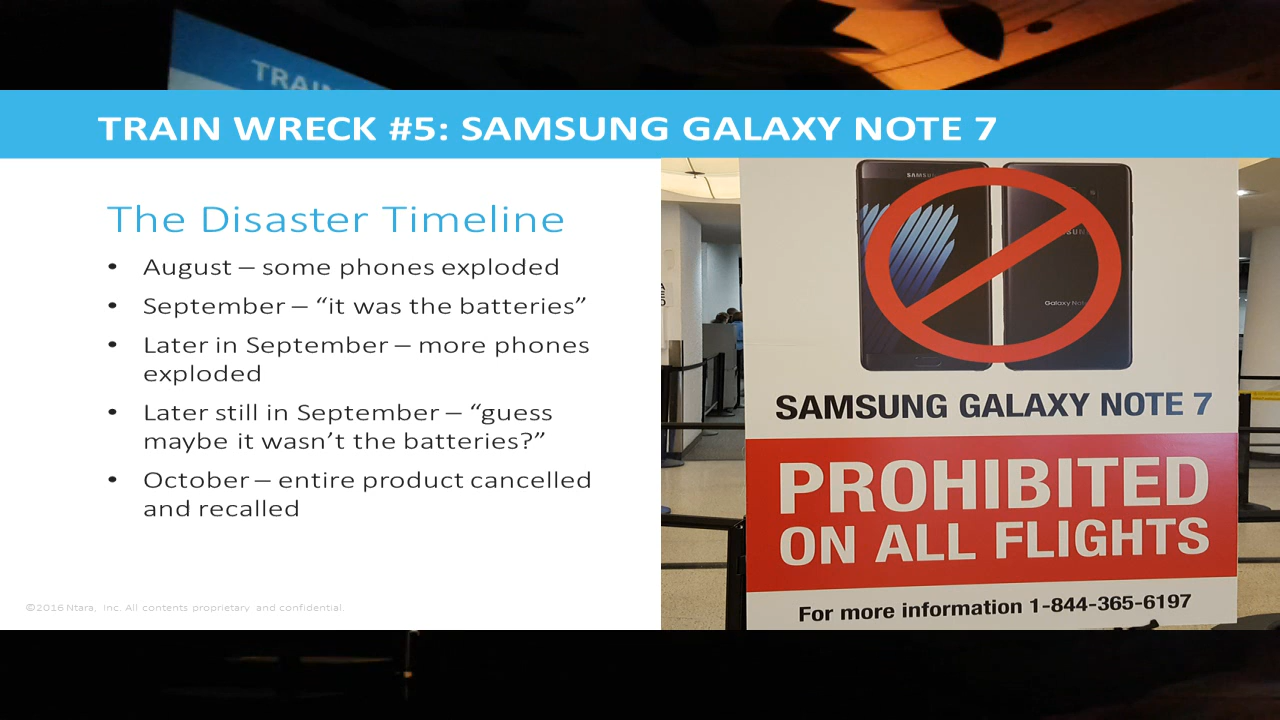 TRAIN
TRAIN WRECK #5: SAMSUNG GALAXY NOTE 7
The Disaster Timeline
• August – some phones exploded
• September – “it was the batteries”
• Later in September – more phones
exploded
• Later still in September – “guess
maybe it wasn’t the batteries?”
• October – entire product cancelled
and recalled
©2016 Ntara, Inc. All contents proprietary and confidential.
SAMSUNG
Galaxy Note
SAMSUNG GALAXY NOTE 7
PROHIBITED
ON ALL FLIGHTS
For more information 1-844-365-6197